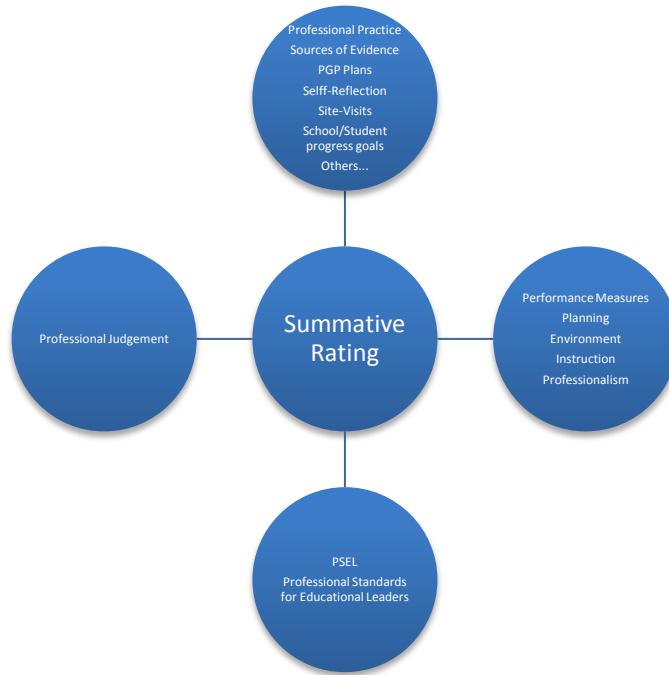 Professional Practice
Sources of Evidence
PGP Plans
Selff-Reflection
Site-Visits
School/Student
progress goals
Others...
Professional Judgement
Summative
Rating
Performance Measures
Planning
Environment
Instruction
Professionalism
PSEL
Professional Standards
for Educational Leaders